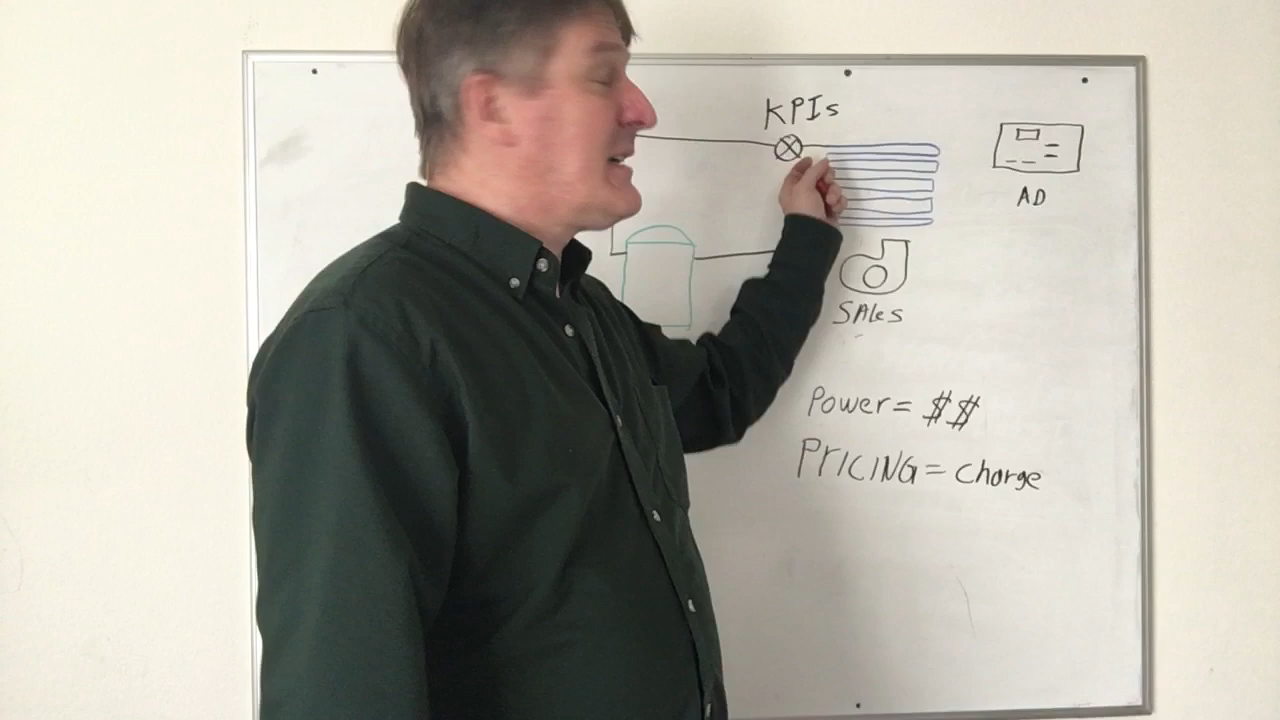 KPIs
AD
SAles
Power = $$
PrICING = charge